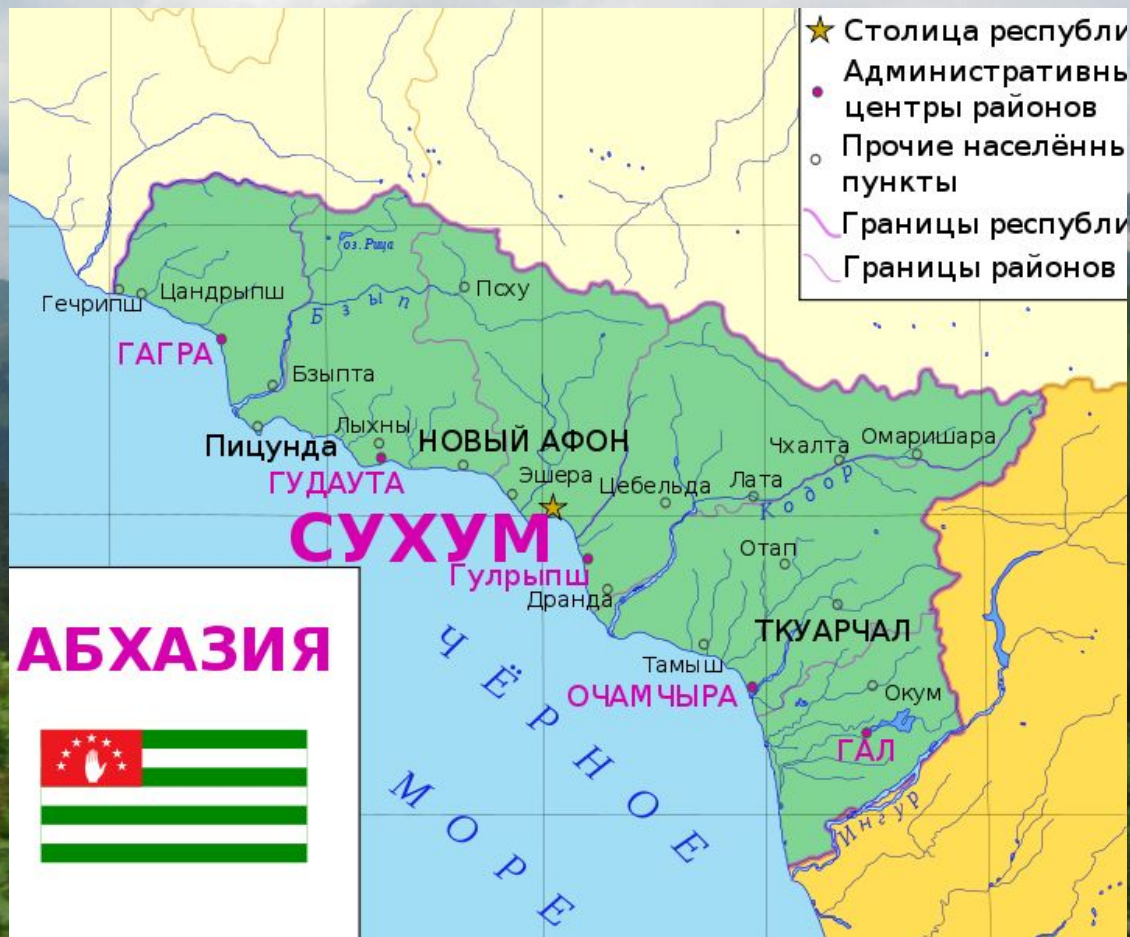 Столица республи
Административнь
центры районов
Прочие населённь
пункты
Границы республи
Границы районов
оз. Рица
Псху
Гечрипш
Цандрыпш
Бзып
ГАГРА
Бзыпта
Лыхны
Пицунда
НОВЫЙ АФОН
ГУДАУТА
Эшера
Цебельда
Лата
Чхалта
Омаришара
Кодор
СУХУМ
Отап
Гулрыпш
Дранда
ТКУАРЧАЛ
АБХАЗИЯ
Тамыш
ОЧАМЧЫРА
Окум
ГАЛ
Ингур
ЧЁРНОЕ
МОРЕ